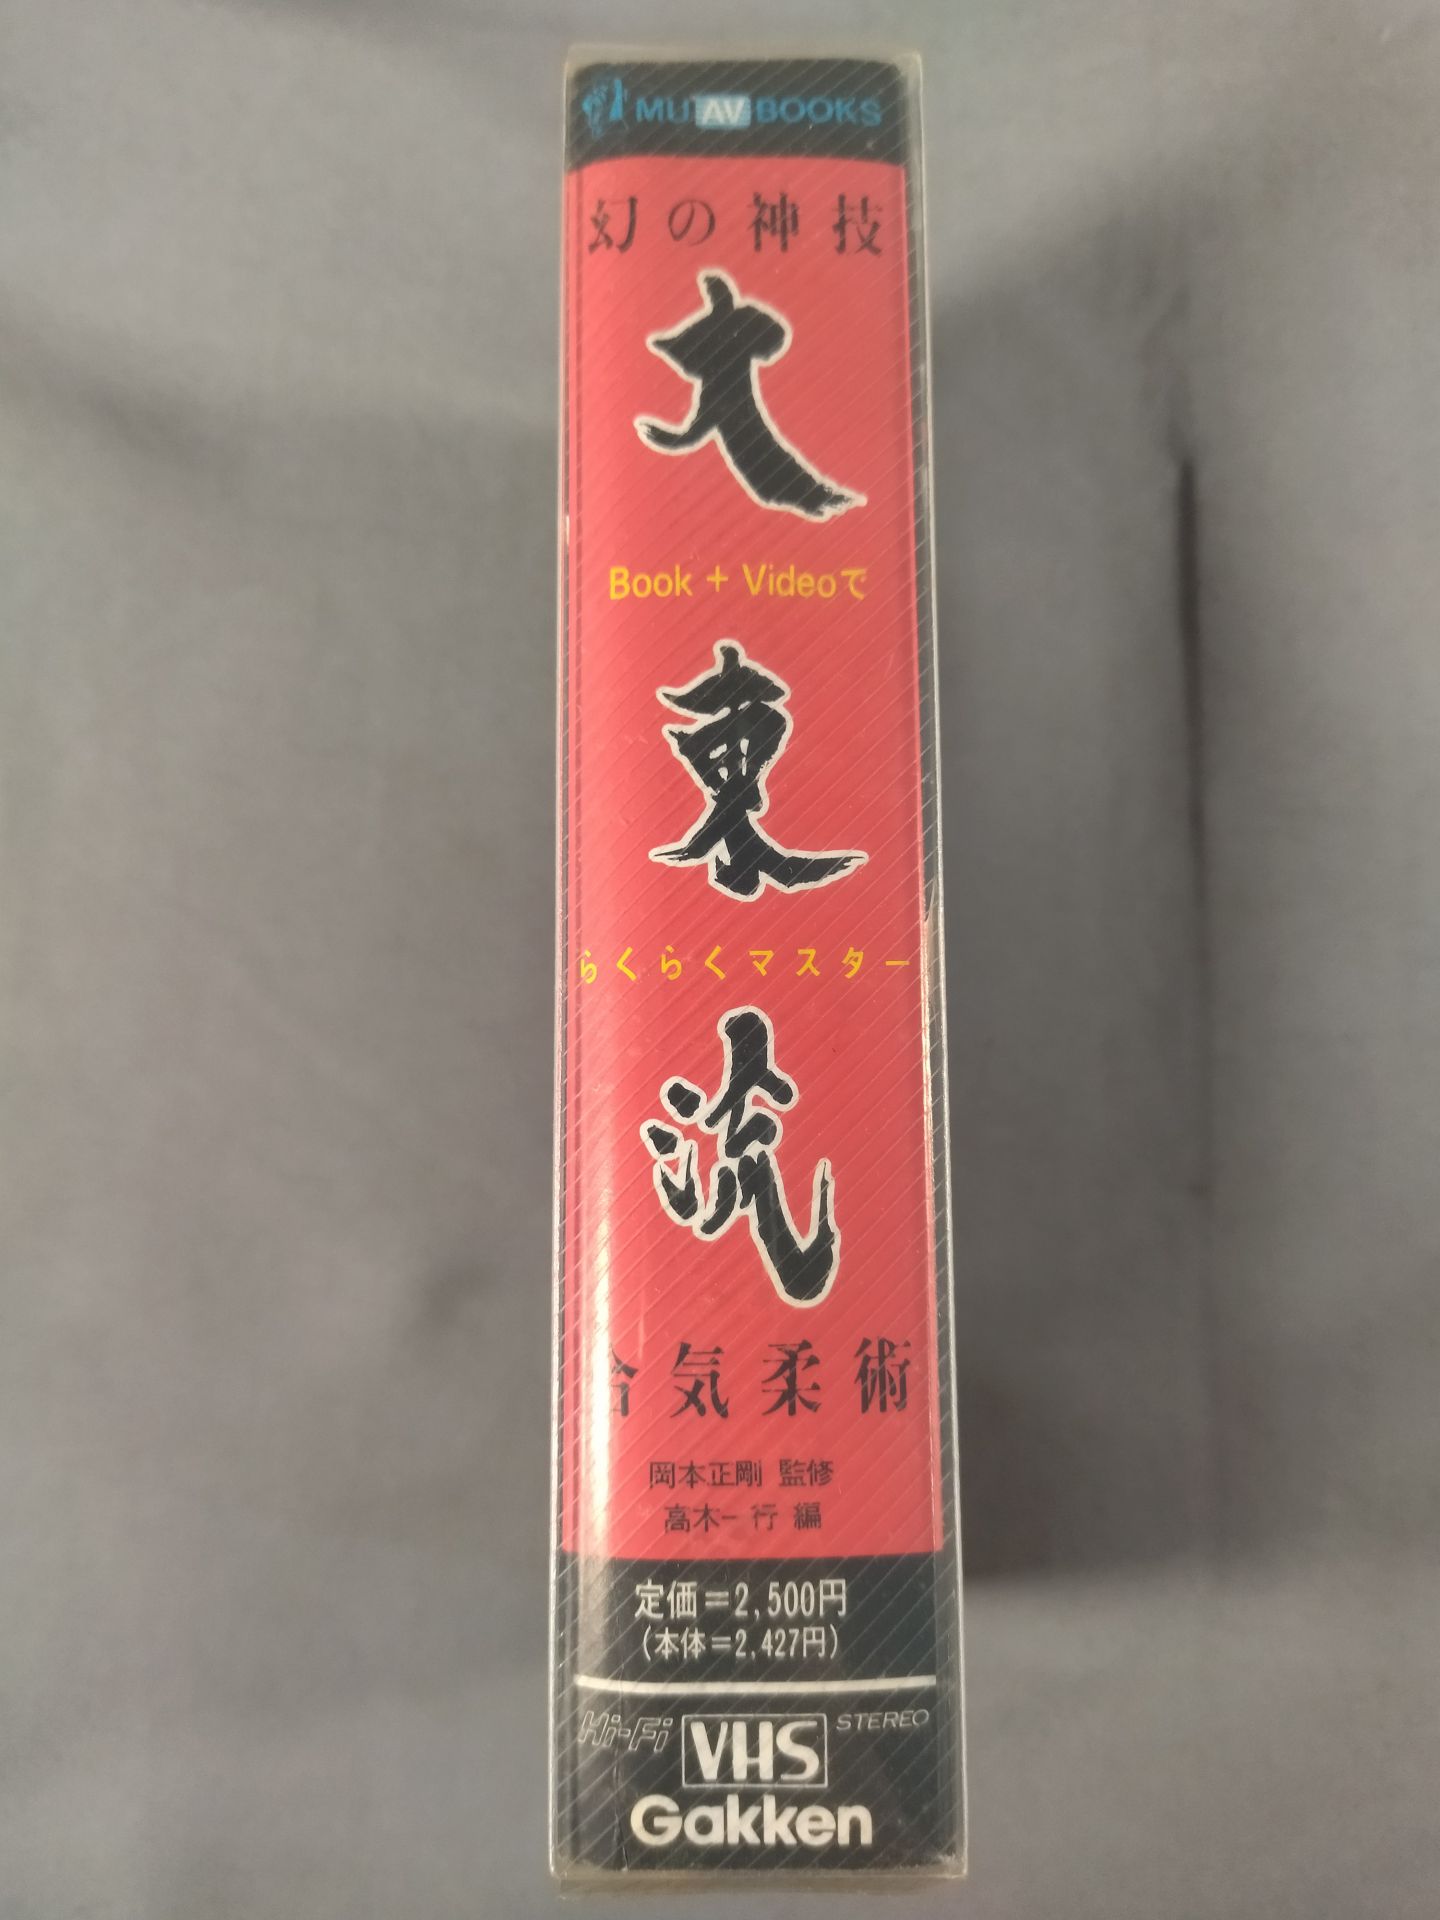 MU AV BOOKS
幻の神技
大
Book + Videoで
東
らくらくマスター
流
合気柔術
岡本正剛 監修
高木一行 編
定価=2,500円
(本体=2,427円)
Hi-Fi VHS STEREO
Gakken